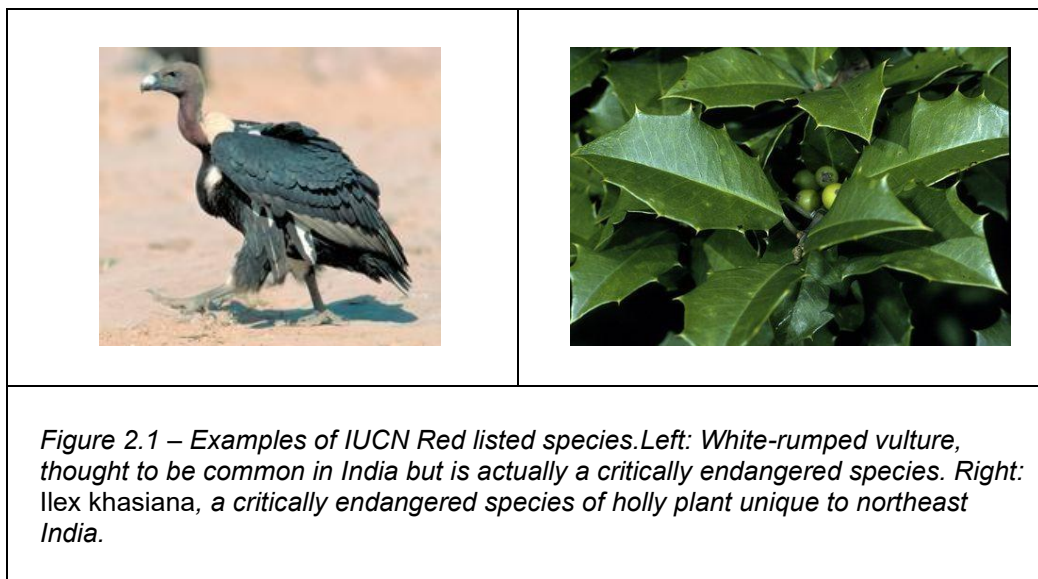 Figure 2.1 – Examples of IUCN Red listed species.Left: White-rumped vulture,
thought to be common in India but is actually a critically endangered species. Right:
Ilex khasiana, a critically endangered species of holly plant unique to northeast
India.